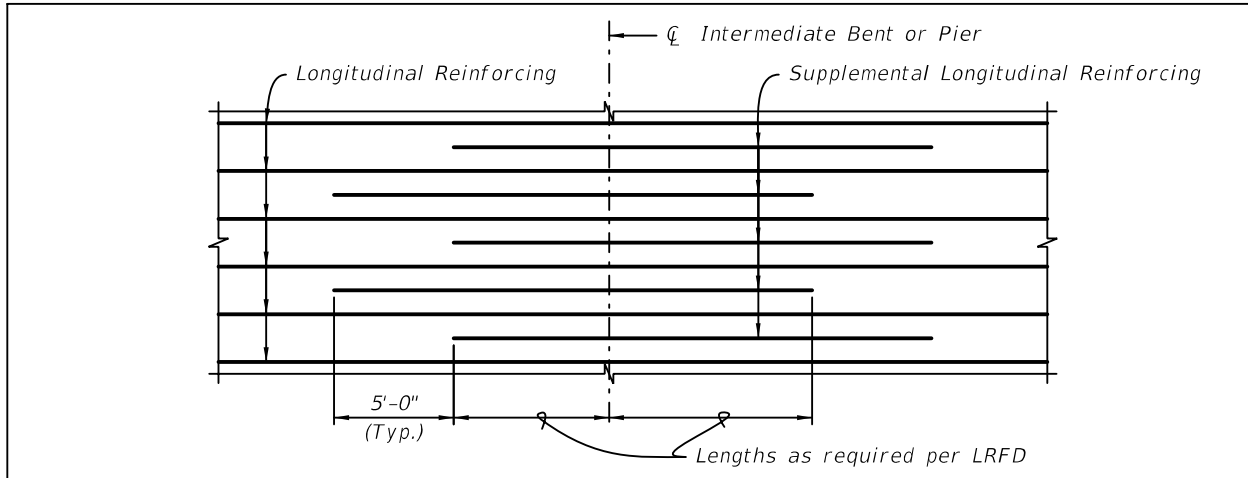 ℄ Intermediate Bent or Pier
Longitudinal Reinforcing
Supplemental Longitudinal Reinforcing
5'-0"
(Typ.)
Lengths as required per LRFD